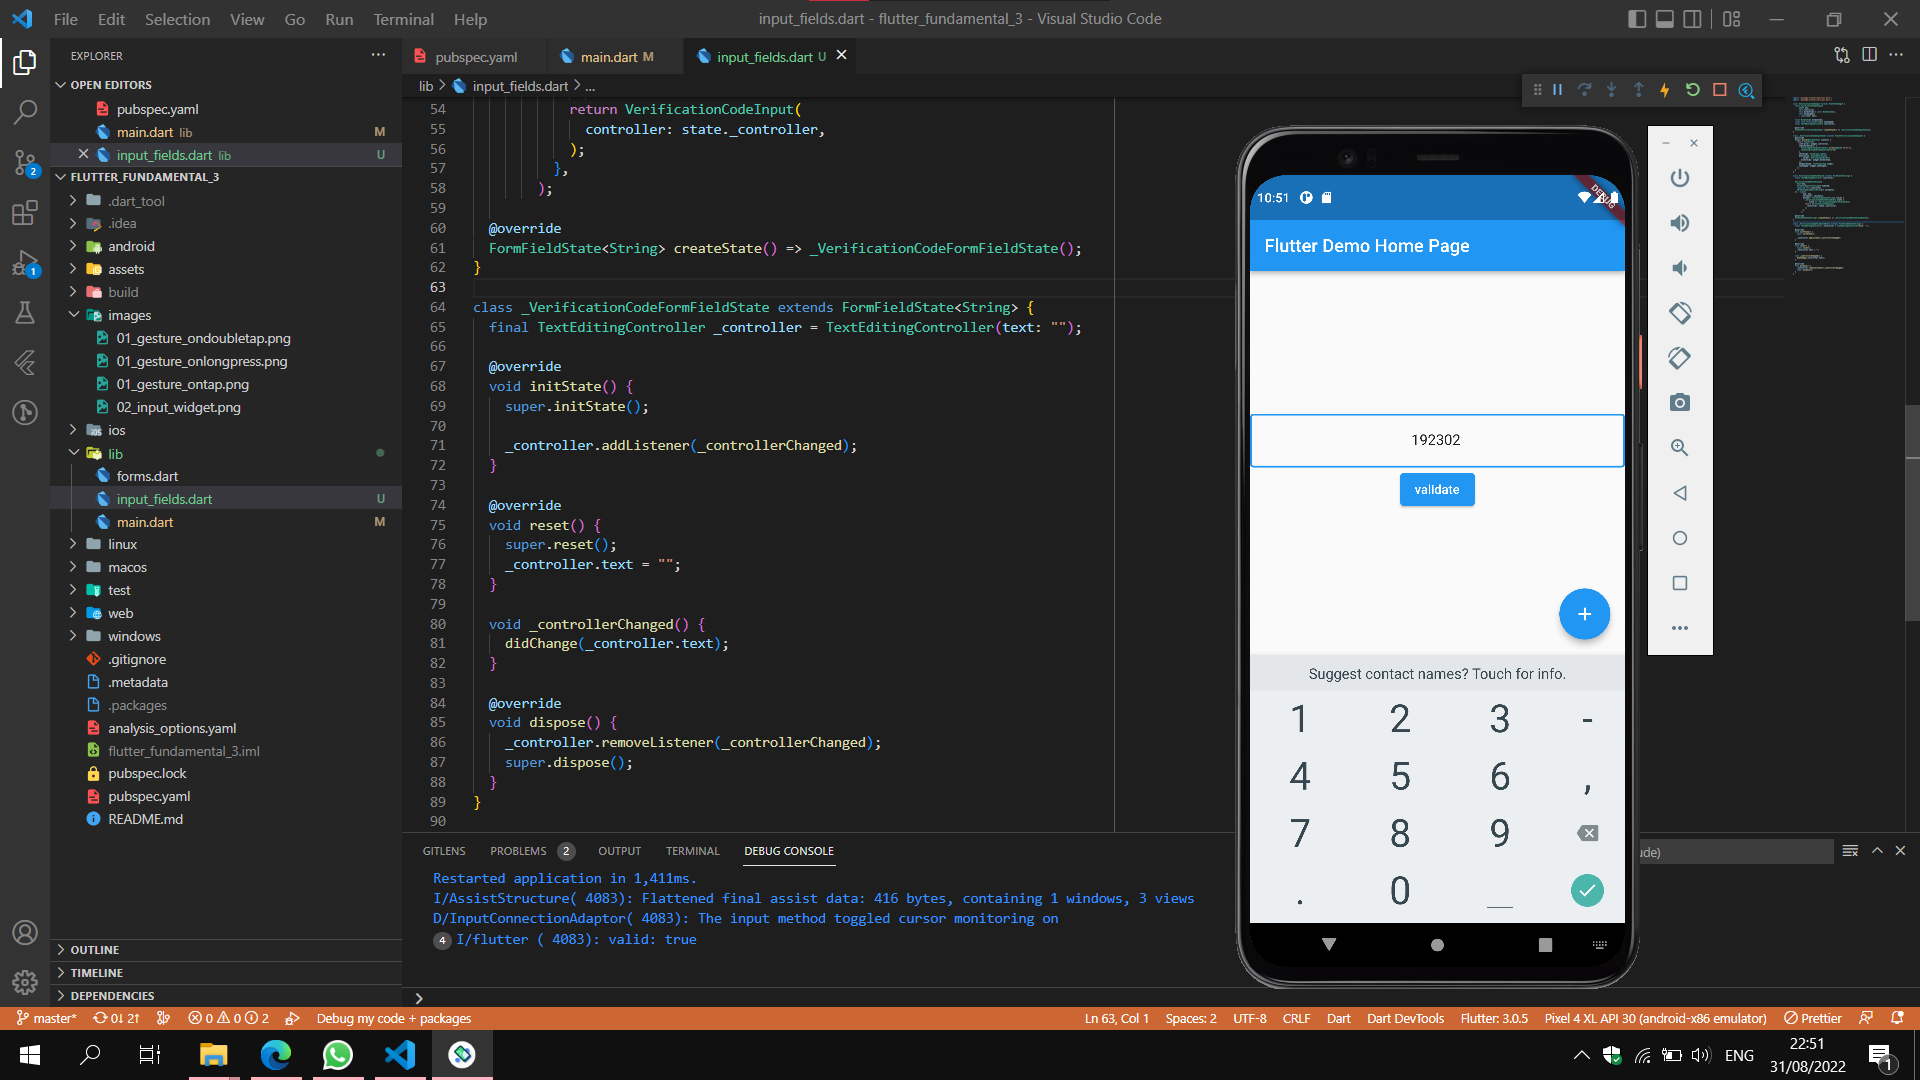 File Edit Selection View Go Run Terminal Help
input_fields.dart - flutter_fundamental_3 - Visual Studio Code
EXPLORER
OPEN EDITORS
pubspec.yaml
main.dart lib M
input_fields.dart lib U
FLUTTER_FUNDAMENTAL_3
.dart_tool
.idea
android
assets
build
images
01_gesture_ondoubletap.png
01_gesture_onlongpress.png
01_gesture_ontap.png
02_input_widget.png
ios
lib
forms.dart
input_fields.dart U
main.dart M
linux
macos
test
web
windows
.gitignore
.metadata
.packages
analysis_options.yaml
flutter_fundamental_3.iml
pubspec.lock
pubspec.yaml
README.md
OUTLINE
TIMELINE
DEPENDENCIES
2
1
pubspec.yaml
main.dart M
input_fields.dart U
lib > input_fields.dart > ...
54 return VerificationCodeInput(
55 controller: state._controller,
56 );
57 },
58 );
59
60 @override
61 FormFieldState<String> createState() => _VerificationCodeFormFieldState();
62 }
63
64 class _VerificationCodeFormFieldState extends FormFieldState<String> {
65 final TextEditingController _controller = TextEditingController(text: "");
66
67 @override
68 void initState() {
69 super.initState();
70
71 _controller.addListener(_controllerChanged);
72 }
73
74 @override
75 void reset() {
76 super.reset();
77 _controller.text = "";
78 }
79
80 void _controllerChanged() {
81 didChange(_controller.text);
82 }
83
84 @override
85 void dispose() {
86 _controller.removeListener(_controllerChanged);
87 super.dispose();
88 }
89 }
90
GITLENS PROBLEMS 2 OUTPUT TERMINAL DEBUG CONSOLE
ude)
Restarted application in 1,411ms.
I/AssistStructure( 4083): Flattened final assist data: 416 bytes, containing 1 windows, 3 views
D/InputConnectionAdaptor( 4083): The input method toggled cursor monitoring on
4 I/flutter ( 4083): valid: true
10:51
DEBUG
Flutter Demo Home Page
192302
validate
+
Suggest contact names? Touch for info.
1 2 3 -
4 5 6 ,
7 8 9
. 0 _
master* 0↓ 2↑ 0 0 2 Debug my code + packages
Ln 63, Col 1 Spaces: 2 UTF-8 CRLF Dart Dart DevTools Flutter: 3.0.5 Pixel 4 XL API 30 (android-x86 emulator) Prettier
ENG
22:51
31/08/2022
1